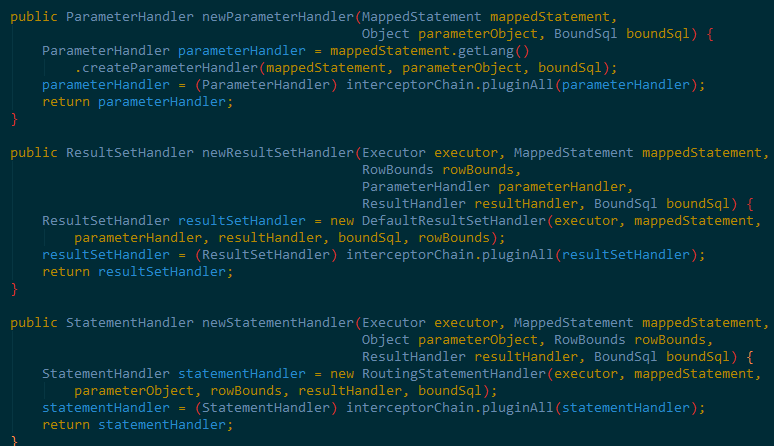 public ParameterHandler newParameterHandler(MappedStatement mappedStatement,
Object parameterObject, BoundSql boundSql) {
ParameterHandler parameterHandler = mappedStatement.getLang()
.createParameterHandler(mappedStatement, parameterObject, boundSql);
parameterHandler = (ParameterHandler) interceptorChain.pluginAll(parameterHandler);
return parameterHandler;
}
public ResultSetHandler newResultSetHandler(Executor executor, MappedStatement mappedStatement,
RowBounds rowBounds,
ParameterHandler parameterHandler,
ResultHandler resultHandler, BoundSql boundSql) {
ResultSetHandler resultSetHandler = new DefaultResultSetHandler(executor, mappedStatement,
parameterHandler, resultHandler, boundSql, rowBounds);
resultSetHandler = (ResultSetHandler) interceptorChain.pluginAll(resultSetHandler);
return resultSetHandler;
}
public StatementHandler newStatementHandler(Executor executor, MappedStatement mappedStatement,
Object parameterObject, RowBounds rowBounds,
ResultHandler resultHandler, BoundSql boundSql) {
StatementHandler statementHandler = new RoutingStatementHandler(executor, mappedStatement,
parameterObject, rowBounds, resultHandler, boundSql);
statementHandler = (StatementHandler) interceptorChain.pluginAll(statementHandler);
return statementHandler;
}